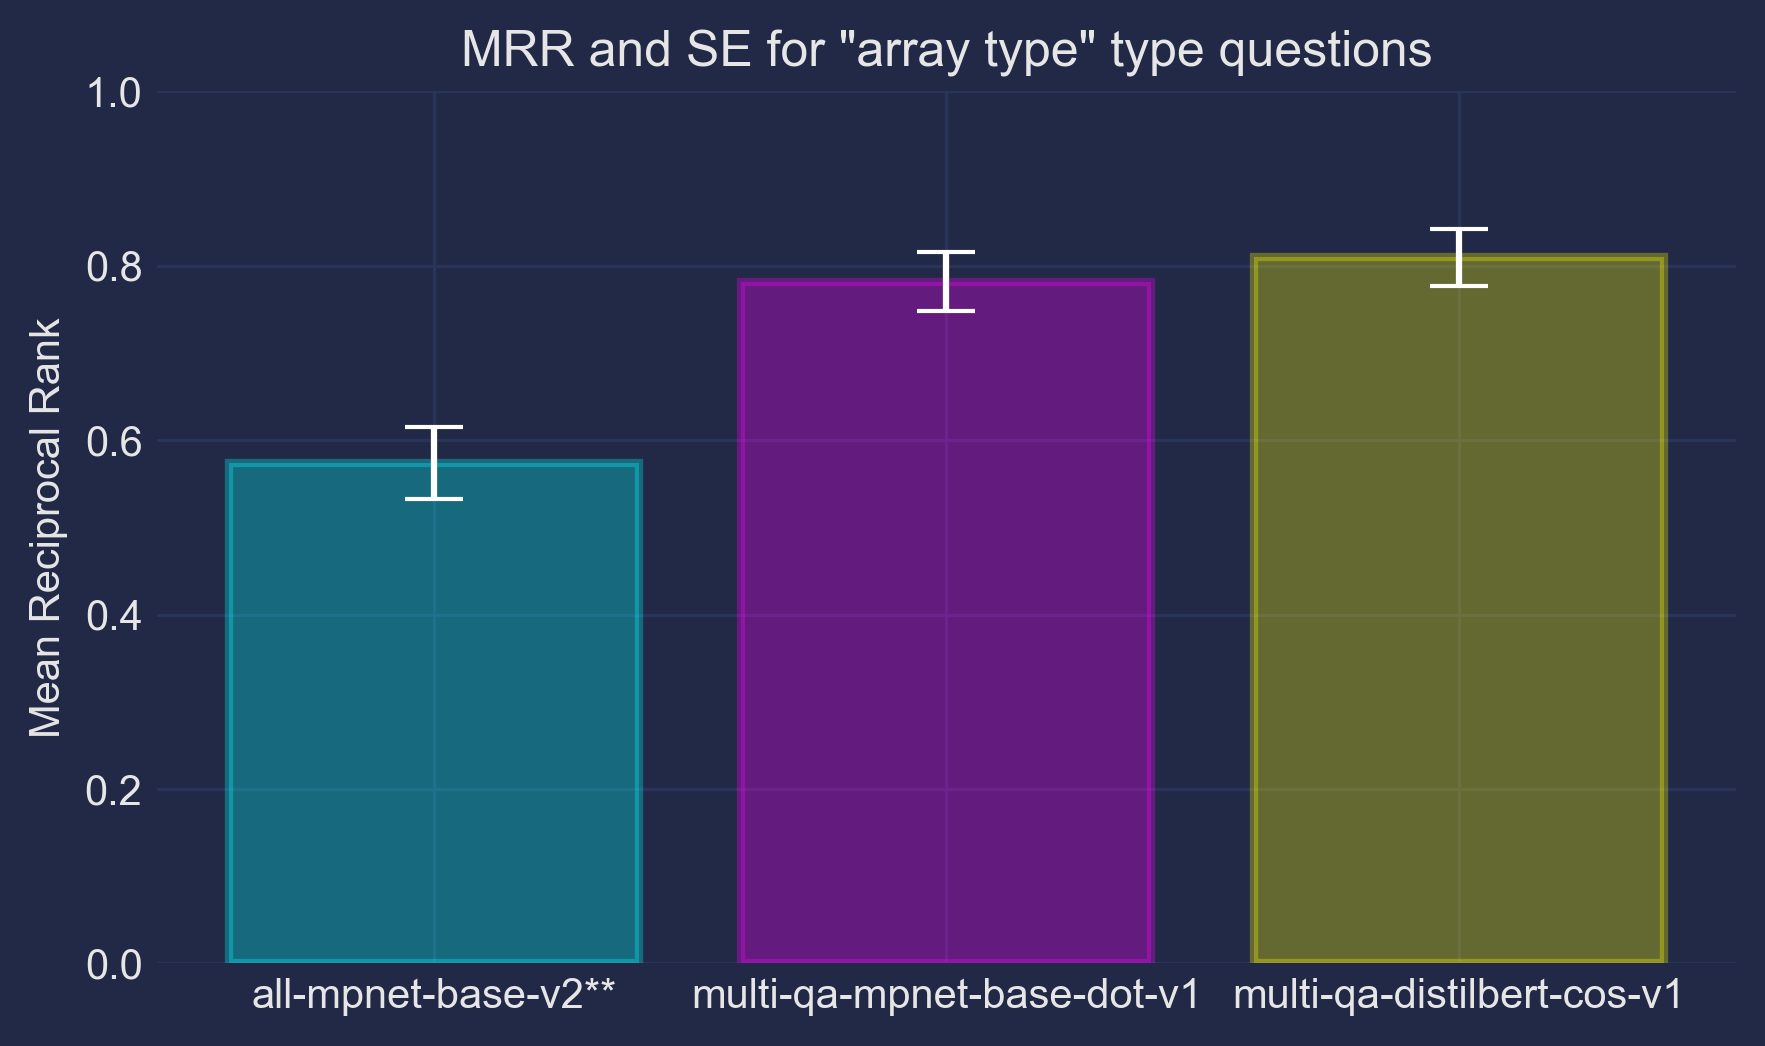 MRR and SE for "array type" type questions
Mean Reciprocal Rank
1.0
0.8
0.6
0.4
0.2
0.0
all-mpnet-base-v2** multi-qa-mpnet-base-dot-v1 multi-qa-distilbert-cos-v1